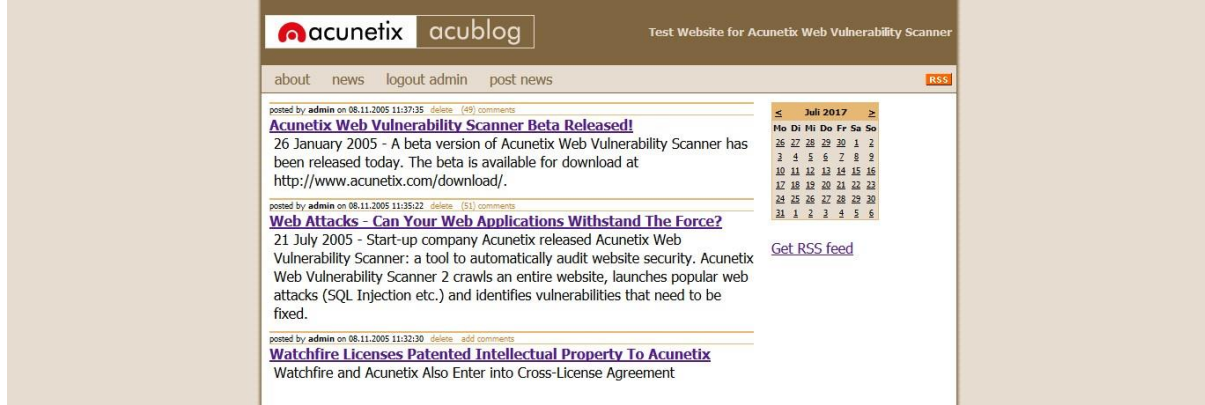 acunetix acublog
Test Website for Acunetix Web Vulnerability Scanner
about news logout admin post news
RSS
posted by admin on 08.11.2005 11:37:35 delete (49) comments
Acunetix Web Vulnerability Scanner Beta Released!
26 January 2005 - A beta version of Acunetix Web Vulnerability Scanner has
been released today. The beta is available for download at
http://www.acunetix.com/download/.
posted by admin on 08.11.2005 11:35:22 delete (51) comments
Web Attacks - Can Your Web Applications Withstand The Force?
21 July 2005 - Start-up company Acunetix released Acunetix Web
Vulnerability Scanner: a tool to automatically audit website security. Acunetix
Web Vulnerability Scanner 2 crawls an entire website, launches popular web
attacks (SQL Injection etc.) and identifies vulnerabilities that need to be
fixed.
posted by admin on 08.11.2005 11:32:30 delete add comments
Watchfire Licenses Patented Intellectual Property To Acunetix
Watchfire and Acunetix Also Enter into Cross-License Agreement
< Juli 2017 >
Mo Di Mi Do Fr Sa So
26 27 28 29 30 1 2
3 4 5 6 7 8 9
10 11 12 13 14 15 16
17 18 19 20 21 22 23
24 25 26 27 28 29 30
31 1 2 3 4 5 6
Get RSS feed